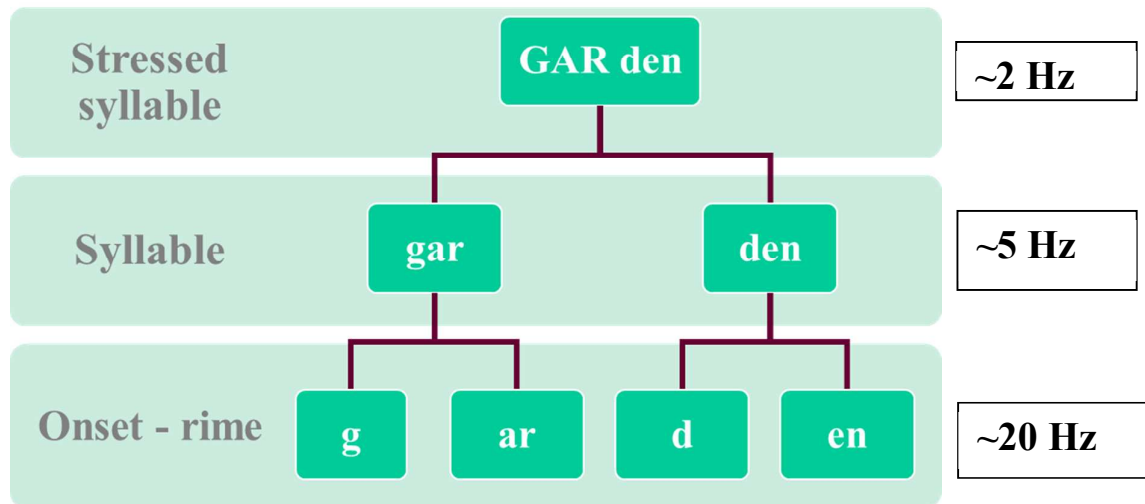 Stressed
syllable
GAR den
~2 Hz
Syllable
gar
den
~5 Hz
Onset - rime
g
ar
d
en
~20 Hz